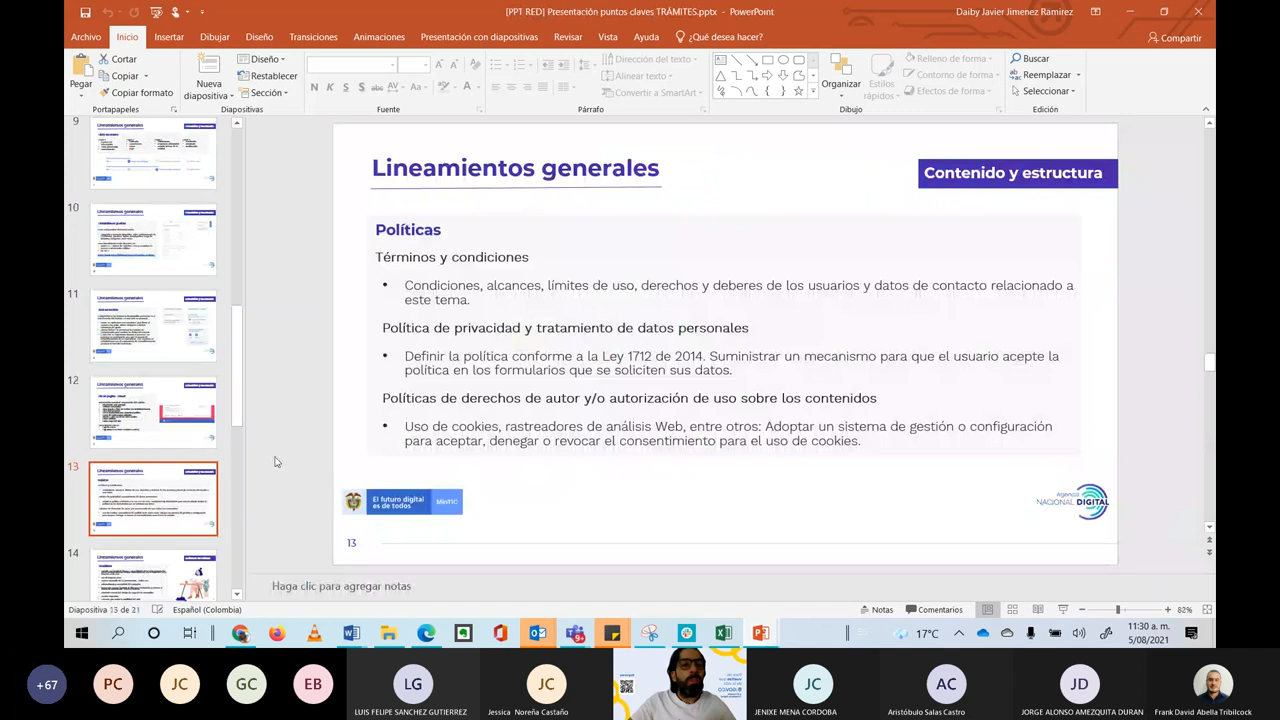 [PPT RED] Presentación puntos claves TRÁMITES.pptx - PowerPoint
Daiby Javier Jimenez Ramirez
Archivo Inicio Insertar Dibujar Diseño Transiciones Animaciones Presentación con diapositivas Revisar Vista Ayuda ¿Qué desea hacer? Compartir
Pegar
Cortar
Copiar
Copiar formato
Portapapeles
Nueva
diapositiva
Diseño
Restablecer
Sección
Diapositivas
N K S S abc AV Aa A
Fuente
Dirección del texto
Alinear texto
Convertir a SmartArt
Párrafo
Organizar
Estilos
rápidos
Relleno de forma
Contorno de forma
Efectos de forma
Dibujo
Buscar
Reemplazar
Seleccionar
Edición
9
10
11
12
13
14
Lineamientos generales
Contenido y estructura
Políticas
Términos y condiciones
• Condiciones, alcances, límites de uso, derechos y deberes de los usuarios y datos de contacto relacionado a
este tema.
Política de privacidad y tratamiento de datos personales
• Definir la política conforme a la Ley 1712 de 2014. Suministrar un mecanismo para que el usuario acepte la
política en los formularios que se soliciten sus datos.
Políticas de derechos de autor y/o autorización de uso sobre los contenidos
• Uso de cookies, rastreadores de análisis Web, entre otros: Adoptar un sistema de gestión o configuración
para aceptar, denegar o revocar el consentimiento para el uso de cookies.
El futuro digital
es de todos
MinTIC
Agencia
NACIONAL DIGITAL
13
Haga clic para agregar notas
Diapositiva 13 de 21 Español (Colombia) Notas Comentarios 82%
9+
17°C
11:30 a. m.
5/08/2021
+67 PC JC GC EB LG JC JC AC JD
LUIS FELIPE SANCHEZ GUTIERREZ Jessica Noreña Castaño JENIXE MENA CORDOBA Aristóbulo Salas Castro JORGE ALONSO AMEZQUITA DURAN Frank David Abella Tribilcock